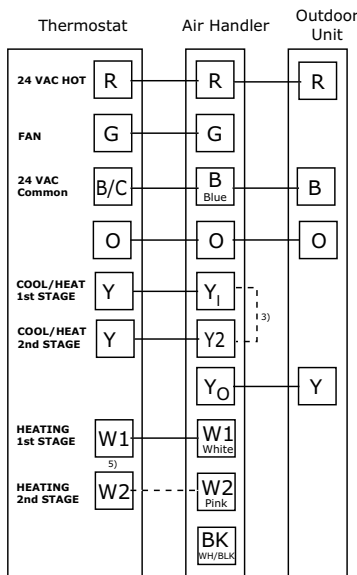 Thermostat Air Handler Outdoor
Unit
24 VAC HOT R R R
FAN G G
24 VAC
Common B/C B B
Blue
O O O
COOL/HEAT
1st STAGE Y YI
3)
COOL/HEAT
2nd STAGE Y Y2
YO Y
HEATING
1st STAGE W1 W1
White
5)
HEATING
2nd STAGE W2 W2
Pink
BK
WH/BLK